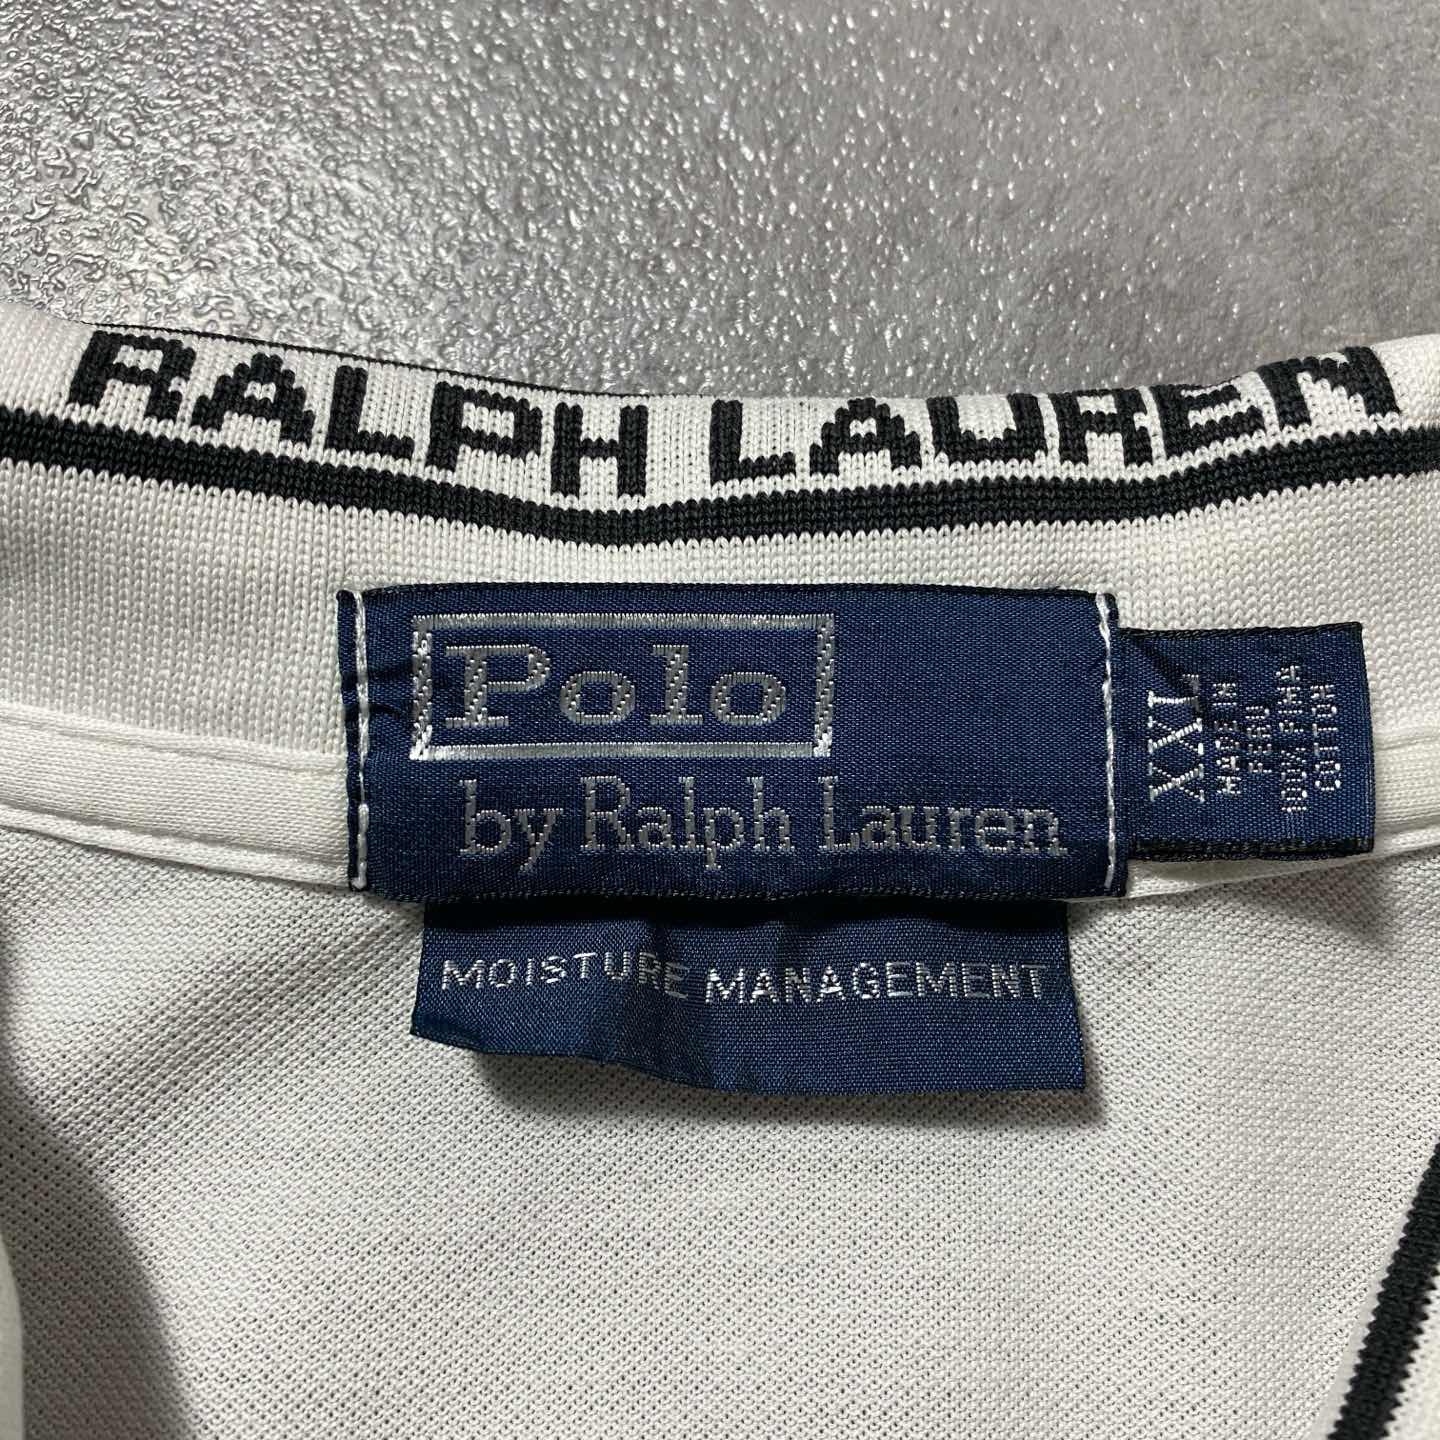 RALPH LAUREN
Polo
by Ralph Lauren
XXL
MADE IN
PERU
100% PIMA
COTTON
MOISTURE MANAGEMENT